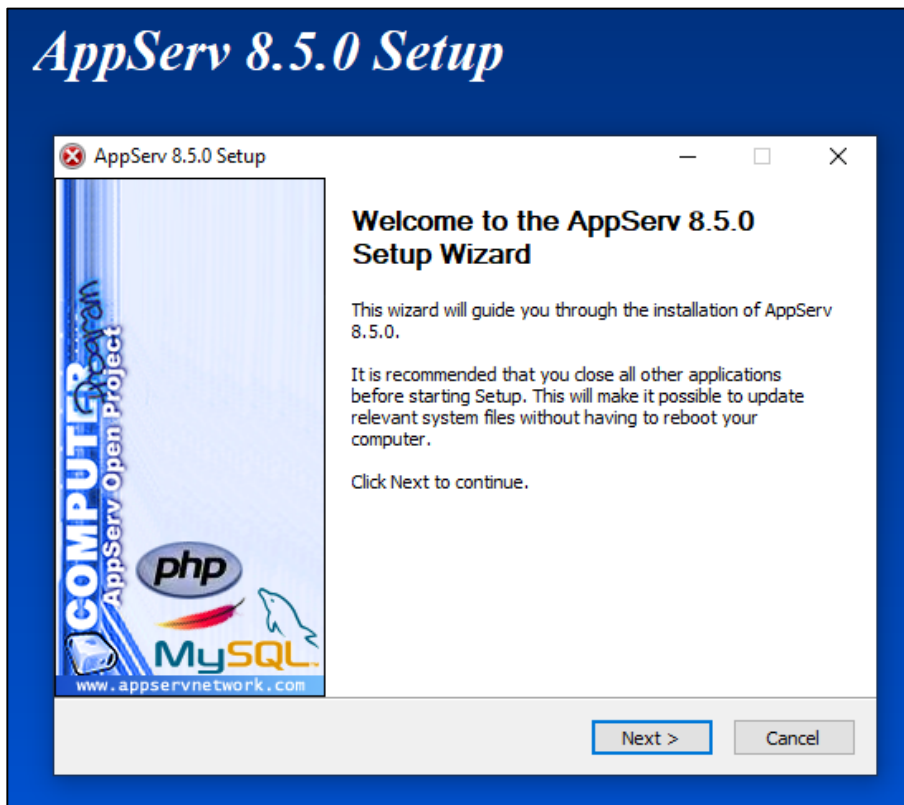 AppServ 8.5.0 Setup
AppServ 8.5.0 Setup
Welcome to the AppServ 8.5.0
Setup Wizard
This wizard will guide you through the installation of AppServ
8.5.0.
It is recommended that you close all other applications
before starting Setup. This will make it possible to update
relevant system files without having to reboot your
computer.
Click Next to continue.
COMPUTER
Program
AppServ Open Project
php
MySQL
www.appservnetwork.com
Next >
Cancel